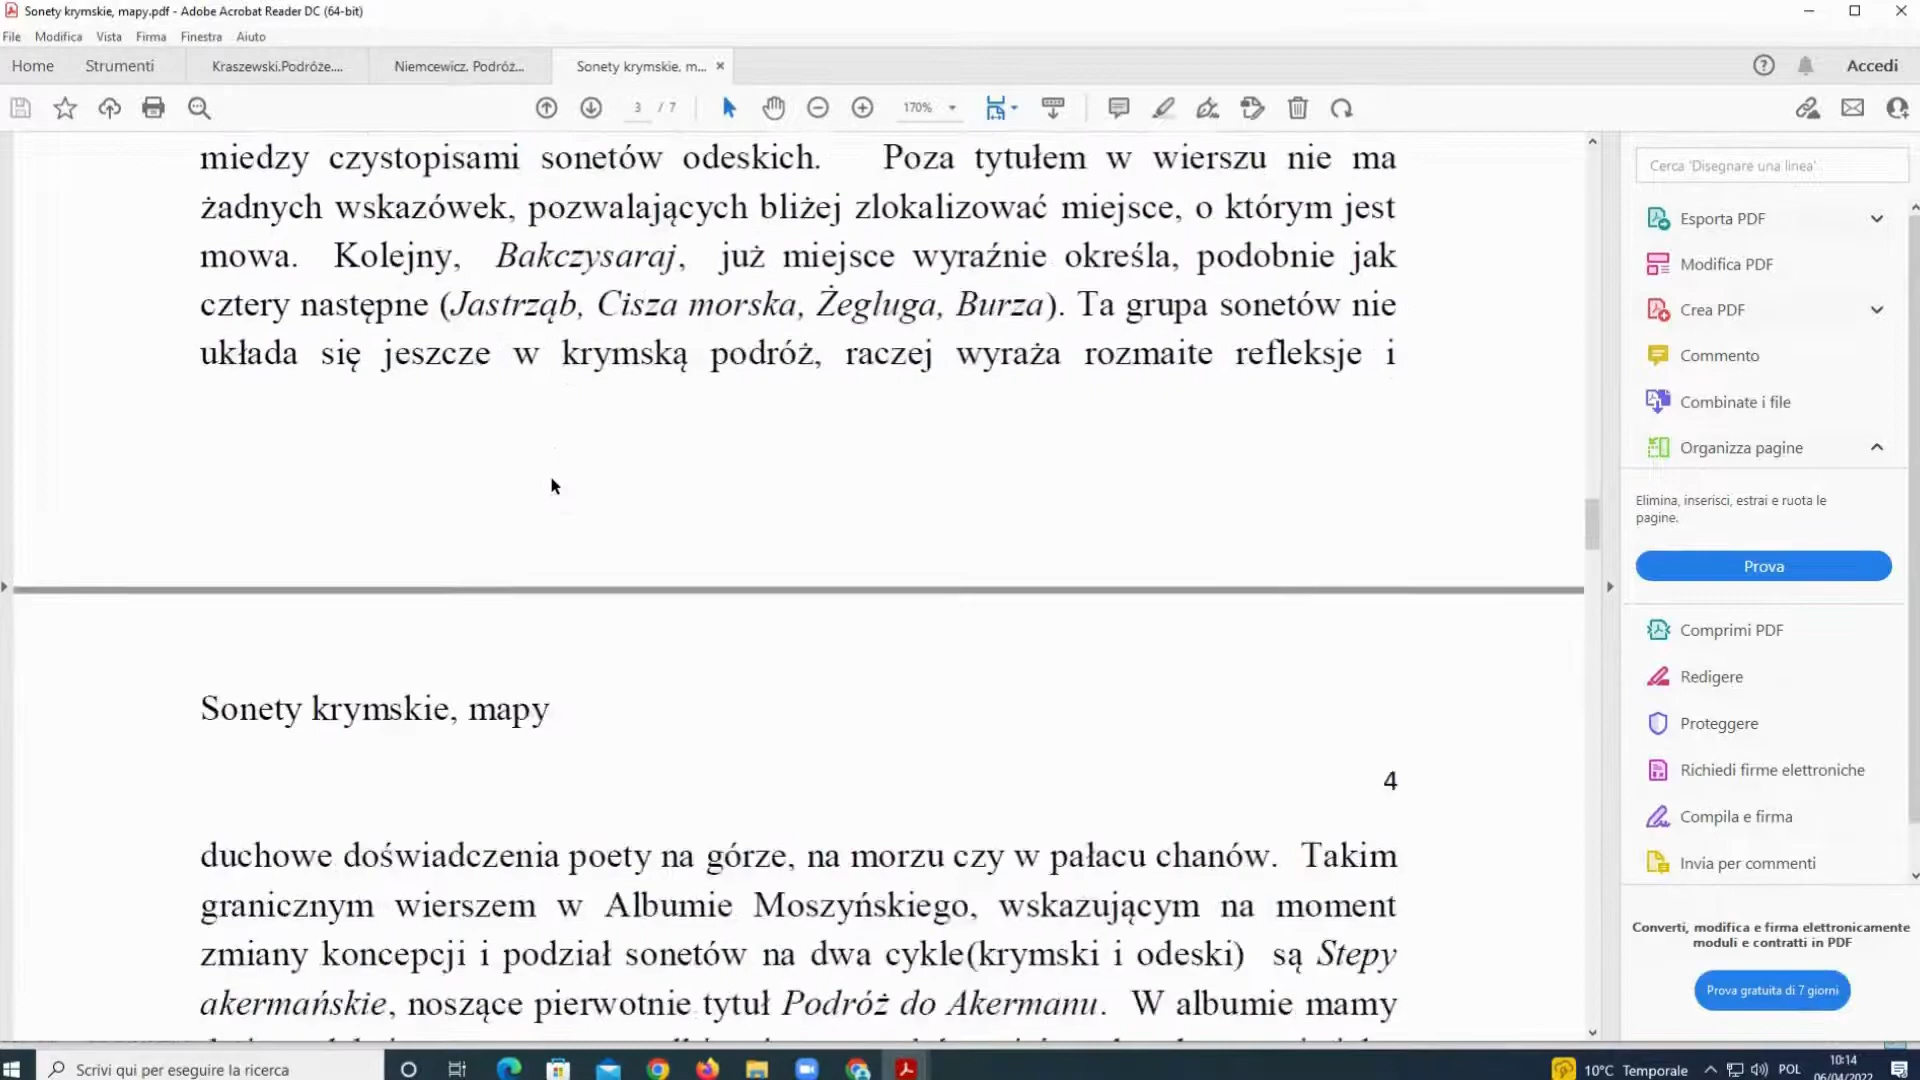 Sonety krymskie, mapy.pdf - Adobe Acrobat Reader DC (64-bit)
File Modifica Vista Firma Finestra Aiuto
Home Strumenti Kraszewski.Podróże.... Niemcewicz. Podróż... Sonety krymskie, m... ×
Accedi
3 / 7 170%
miedzy czystopisami sonetów odeskich. Poza tytułem w wierszu nie ma
żadnych wskazówek, pozwalających bliżej zlokalizować miejsce, o którym jest
mowa. Kolejny, Bakczysaraj, już miejsce wyraźnie określa, podobnie jak
cztery następne (Jastrząb, Cisza morska, Żegluga, Burza). Ta grupa sonetów nie
układa się jeszcze w krymską podróż, raczej wyraża rozmaite refleksje i
Sonety krymskie, mapy
4
duchowe doświadczenia poety na górze, na morzu czy w pałacu chanów. Takim
granicznym wierszem w Albumie Moszyńskiego, wskazującym na moment
zmiany koncepcji i podział sonetów na dwa cykle(krymski i odeski) są Stepy
akermańskie, noszące pierwotnie tytuł Podróż do Akermanu. W albumie mamy
Cerca 'Disegnare una linea'
Esporta PDF
Modifica PDF
Crea PDF
Commento
Combinate i file
Organizza pagine
Elimina, inserisci, estrai e ruota le
pagine.
Prova
Comprimi PDF
Redigere
Proteggere
Richiedi firme elettroniche
Compila e firma
Invia per commenti
Converti, modifica e firma elettronicamente
moduli e contratti in PDF
Prova gratuita di 7 giorni
Scrivi qui per eseguire la ricerca
10°C Temporale
POL
10:14
06/04/2022